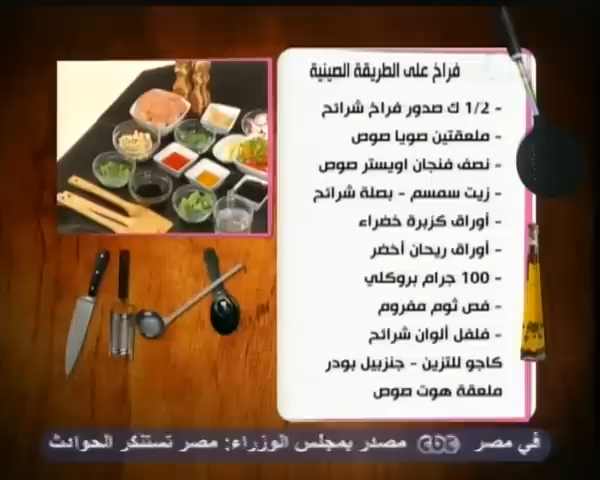 فراخ على الطريقة الصينية
- 1/2 ك صدور فراخ شرائح
- ملعقتين صويا صوص
- نصف فنجان اويستر صوص
- زيت سمسم - بصلة شرائح
- أوراق كزبرة خضراء
- أوراق ريحان أخضر
- 100 جرام بروكلي
- فص ثوم مفروم
- فلفل ألوان شرائح
كاجو للتزين - جنزبيل بودر
ملعقة هوت صوص
في مصر cbc مصدر بمجلس الوزراء: مصر تستنكر الحوادث